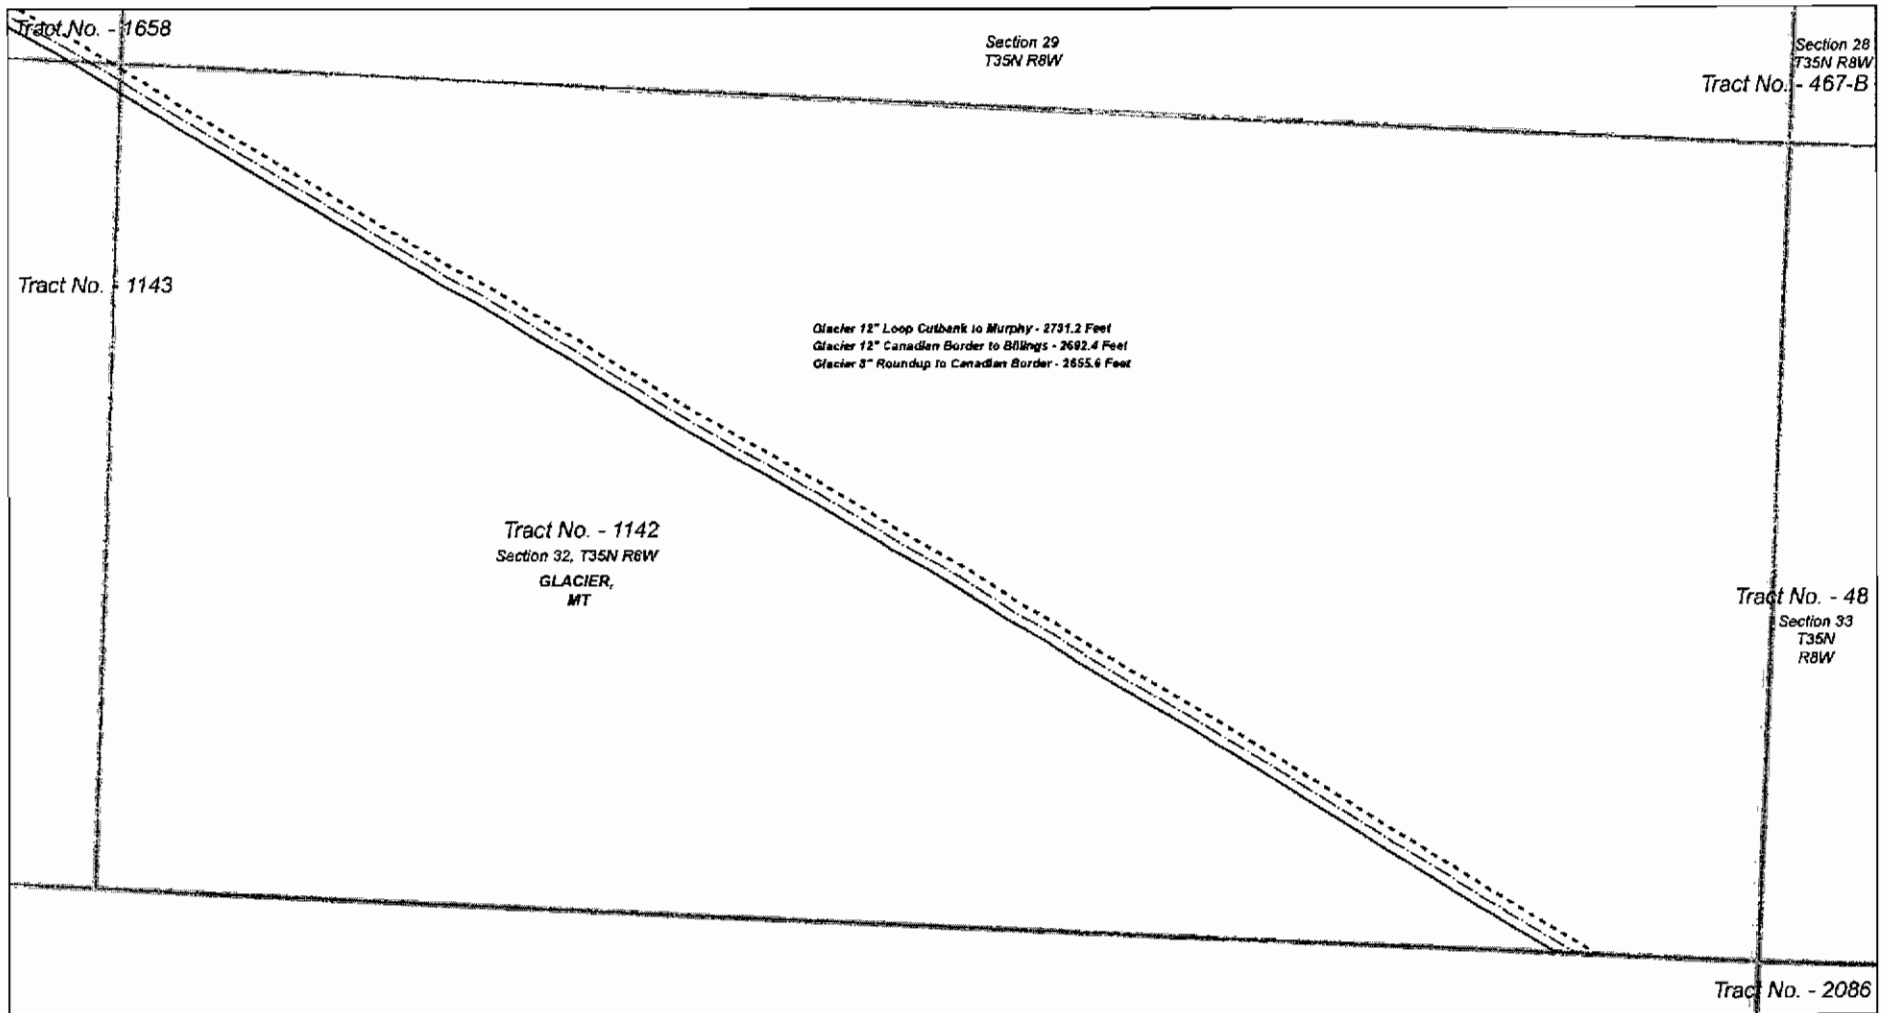 Tract No. - 1658
Section 29
T35N R8W
Section 28
T35N R8W
Tract No. - 467-B
Tract No. - 1143
Glacier 12" Loop Cutbank to Murphy - 2731.2 Feet
Glacier 12" Canadian Border to Billings - 2692.4 Feet
Glacier 8" Roundup to Canadian Border - 2655.6 Feet
Tract No. - 1142
Section 32, T35N R8W
GLACIER,
MT
Tract No. - 48
Section 33
T35N
R8W
Tract No. - 2086